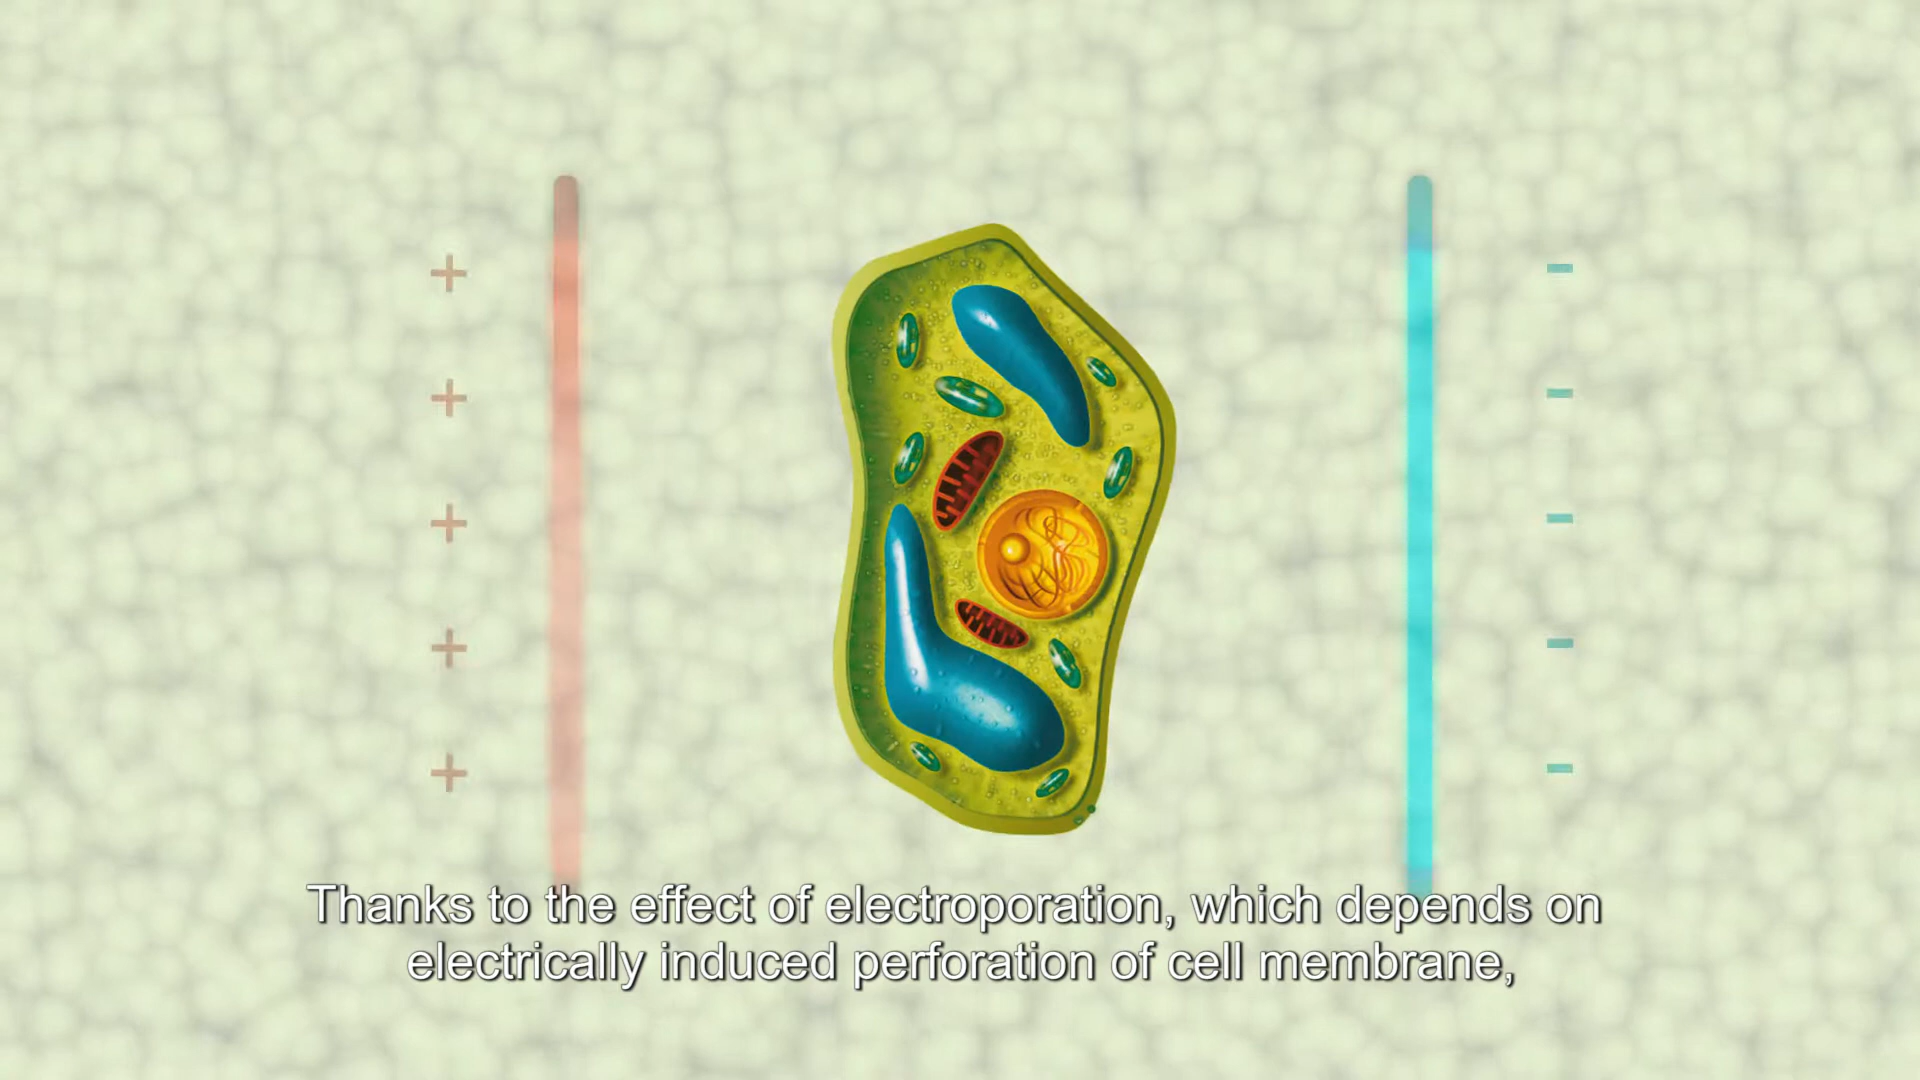 + -
+ -
+ -
+ -
+ -
Thanks to the effect of electroporation, which depends on
electrically induced perforation of cell membrane,